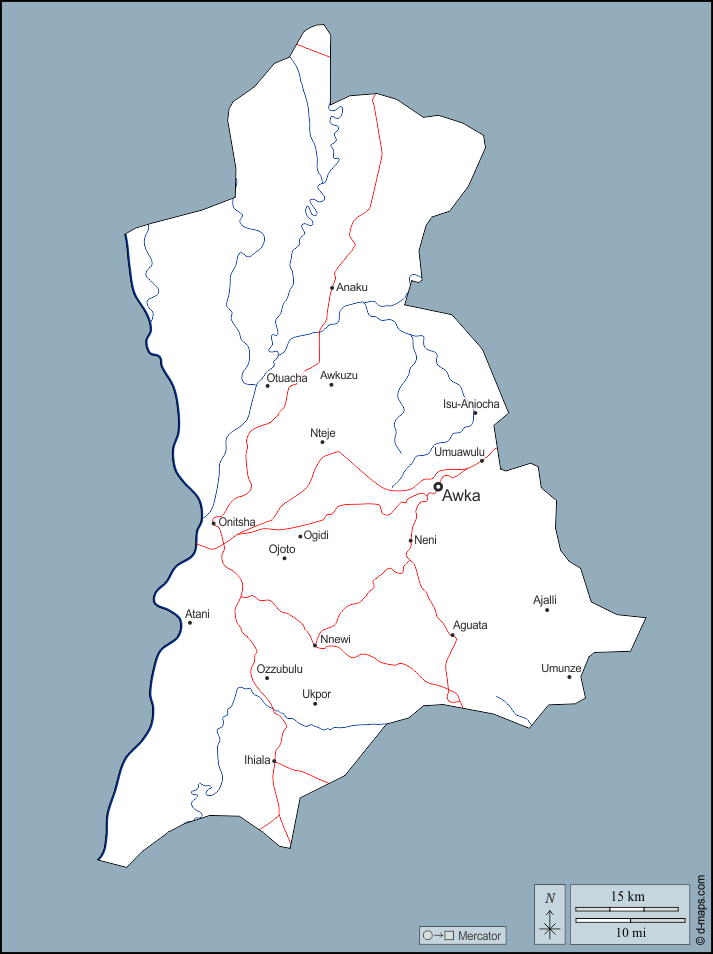 Anaku
Otuacha
Awkuzu
Isu-Aniocha
Nteje
Umuawulu
Awka
Onitsha
Ogidi
Neni
Ojoto
Ajalli
Atani
Aguata
Nnewi
Ozzubulu
Umunze
Ukpor
Ihiala
N
15 km
10 mi
Mercator
© d-maps.com